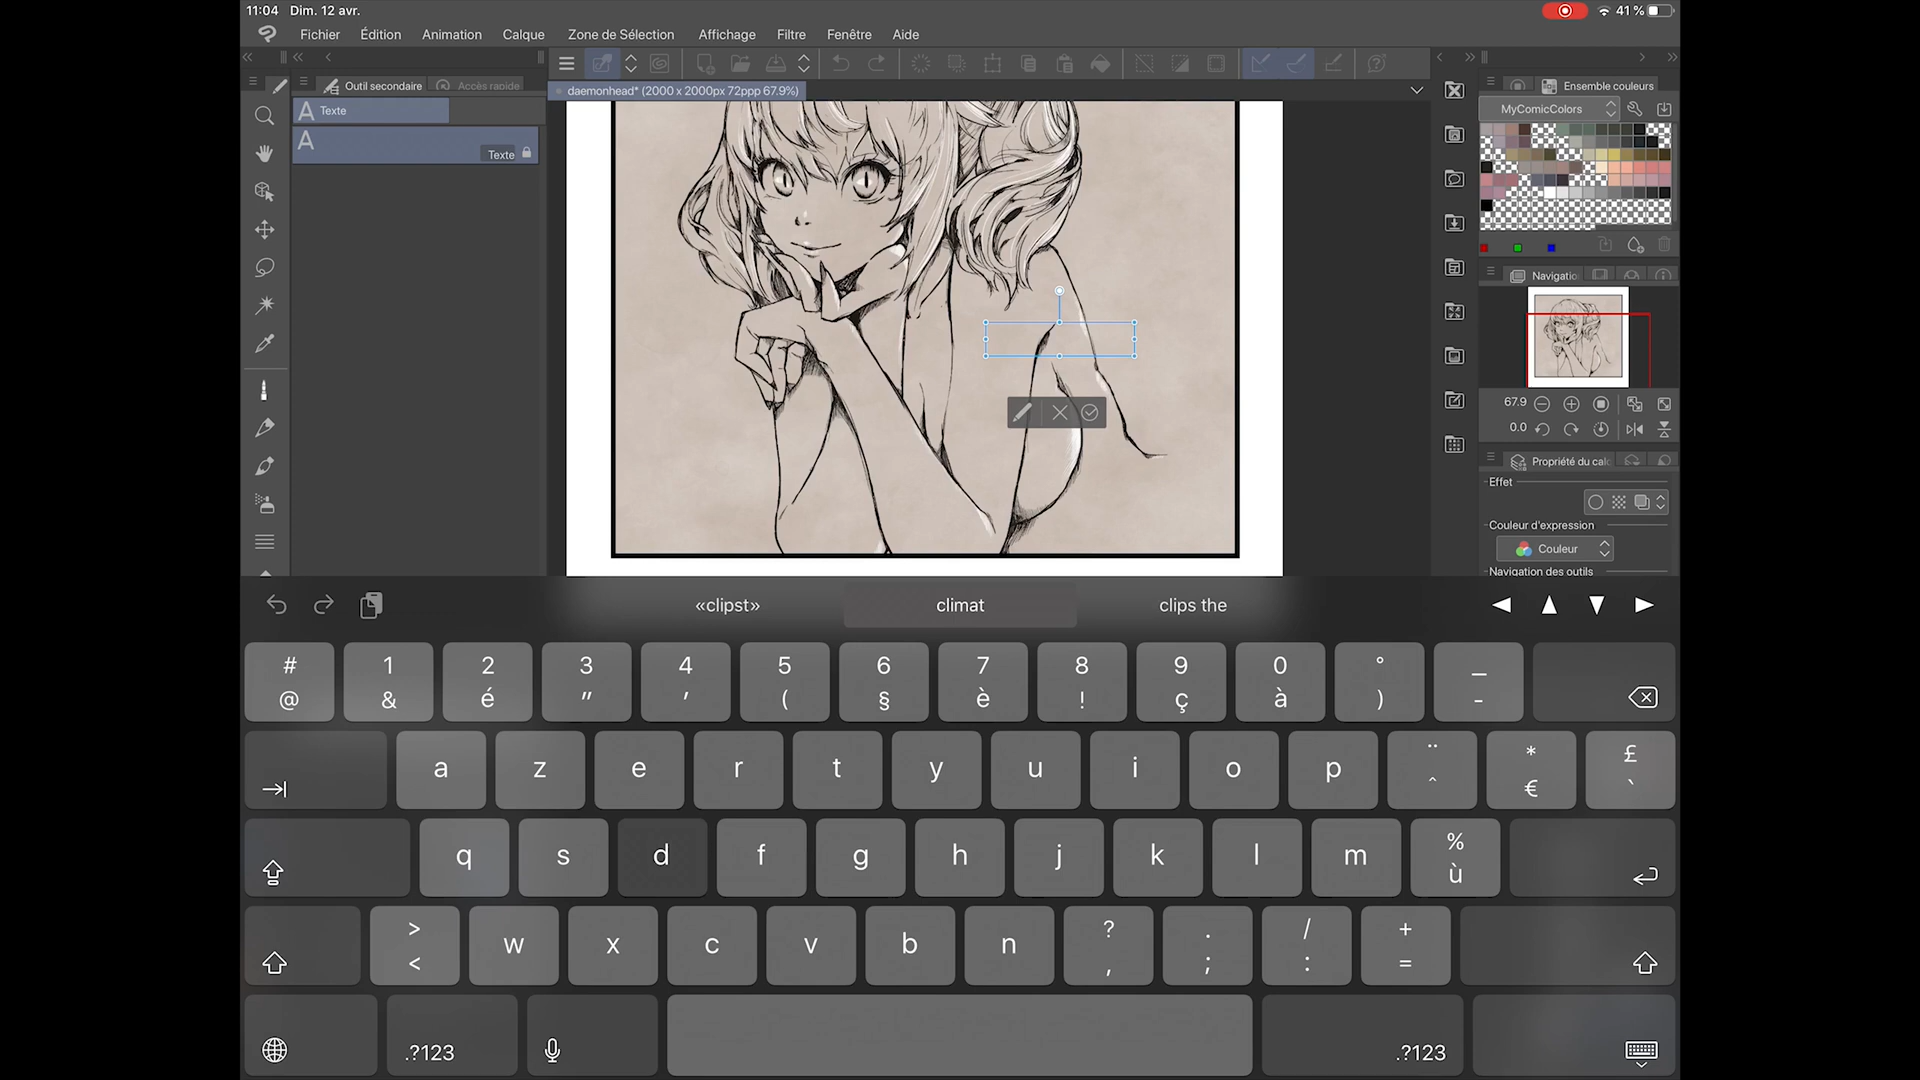 11:04 Dim. 12 avr.
41 %
Fichier Édition Animation Calque Zone de Sélection Affichage Filtre Fenêtre Aide
Outil secondaire Accès rapide
daemonhead* (2000 x 2000px 72ppp 67.9%)
Ensemble couleurs
MyComicColors
A Texte
A
Texte
Navigatio
67.9
0.0
Propriété du calc
Effet
Couleur d'expression
Couleur
Navigation des outils
«clipst» climat clips the
# 1 2 3 4 5 6 7 8 9 0 ° _
@ & é " ' ( § è ! ç à ) -
a z e r t y u i o p ¨ * £
^ € `
q s d f g h j k l m % ù
> w x c v b n ? . / +
< , ; : =
.?123 .?123